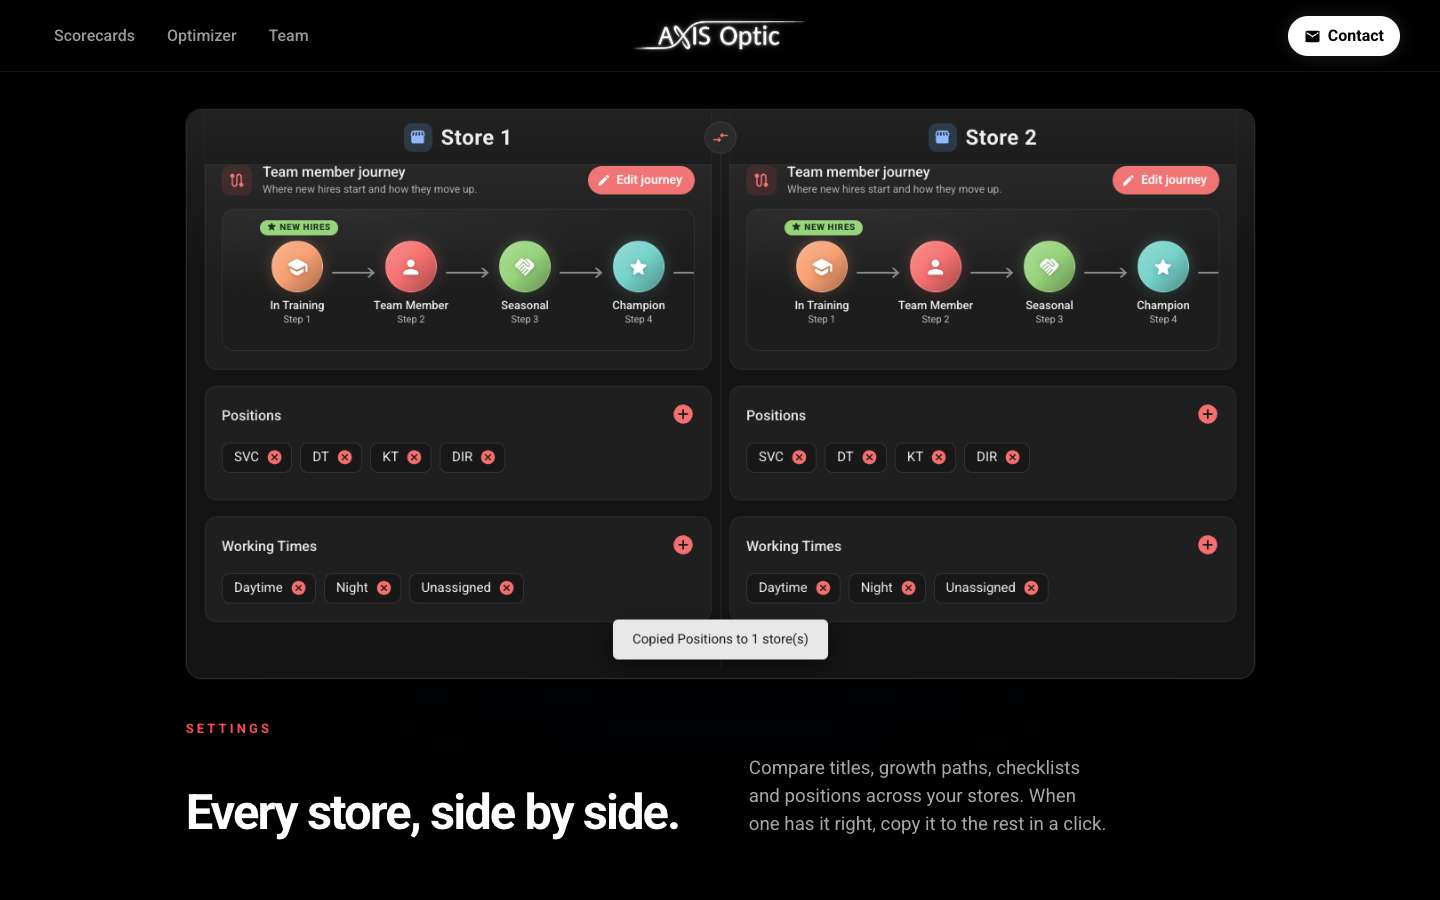 Scorecards
Optimizer
Team
AXIS Optic
Contact
Store 1
Store 2
Team member journey
Where new hires start and how they move up.
Edit journey
NEW HIRES
In Training
Team Member
Seasonal
Champion
Step 1
Step 2
Step 3
Step 4
Team member journey
Where new hires start and how they move up.
Edit journey
NEW HIRES
In Training
Team Member
Seasonal
Champion
Step 1
Step 2
Step 3
Step 4
Positions
SVC
DT
KT
DIR
Positions
SVC
DT
KT
DIR
Working Times
Daytime
Night
Unassigned
Working Times
Daytime
Night
Unassigned
Copied Positions to 1 store(s)
SETTINGS
Every store, side by side.
Compare titles, growth paths, checklists
and positions across your stores. When
one has it right, copy it to the rest in a click.